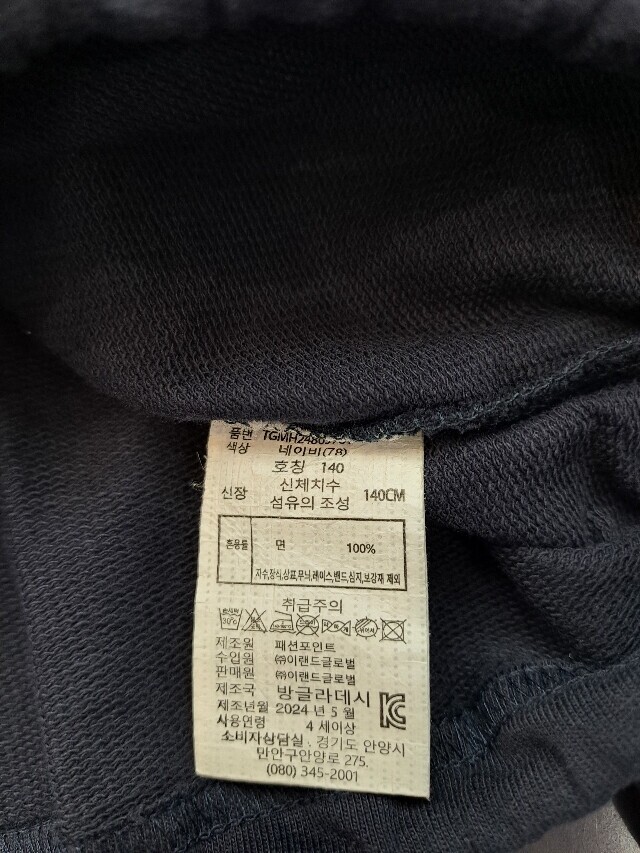 품번
색상 네이비(78)
호칭 140
신체치수
신장 140CM
섬유의 조성
혼용률 면 100%
자수,장식,상표,무늬,레이스,밴드,심지,보강재 제외
취급주의
30℃
제조원 패션포인트
수입원 ㈜이랜드글로벌
판매원 ㈜이랜드글로벌
제조국 방글라데시
제조년월 2024 년 5 월
사용연령 4 세이상
소비자상담실 . 경기도 안양시
만안구안양로 275.
(080) 345-2001